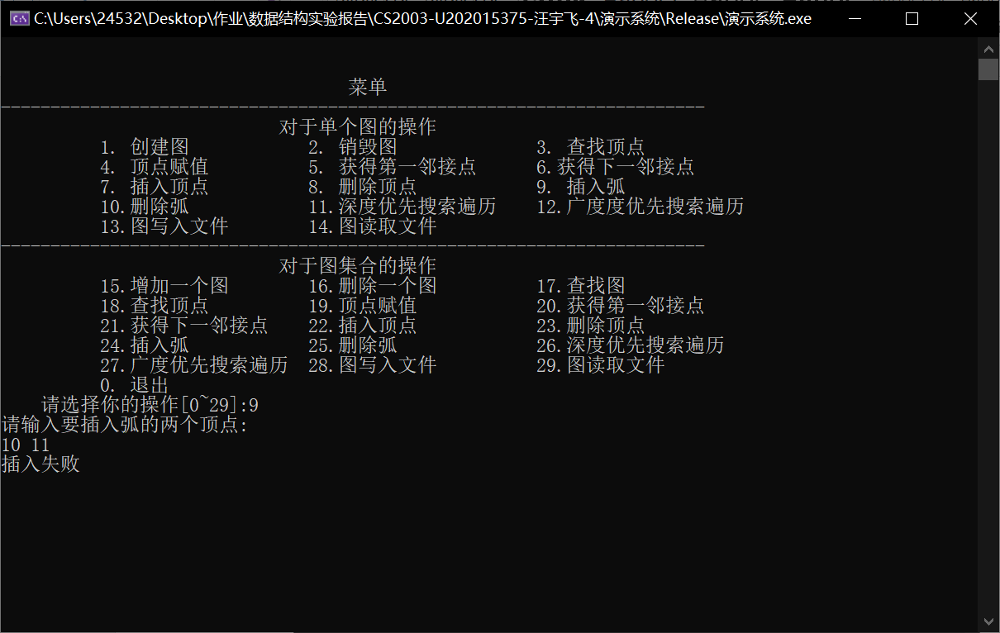 C:\Users\24532\Desktop\作业\数据结构实验报告\CS2003-U202015375-汪宇飞-4\演示系统\Release\演示系统.exe
菜单
-----------------------------------------------------------------------
对于单个图的操作
1. 创建图 2. 销毁图 3. 查找顶点
4. 顶点赋值 5. 获得第一邻接点 6.获得下一邻接点
7. 插入顶点 8. 删除顶点 9. 插入弧
10.删除弧 11.深度优先搜索遍历 12.广度度优先搜索遍历
13.图写入文件 14.图读取文件
-----------------------------------------------------------------------
对于图集合的操作
15.增加一个图 16.删除一个图 17.查找图
18.查找顶点 19.顶点赋值 20.获得第一邻接点
21.获得下一邻接点 22.插入顶点 23.删除顶点
24.插入弧 25.删除弧 26.深度优先搜索遍历
27.广度优先搜索遍历 28.图写入文件 29.图读取文件
0. 退出
请选择你的操作[0~29]:9
请输入要插入弧的两个顶点:
10 11
插入失败